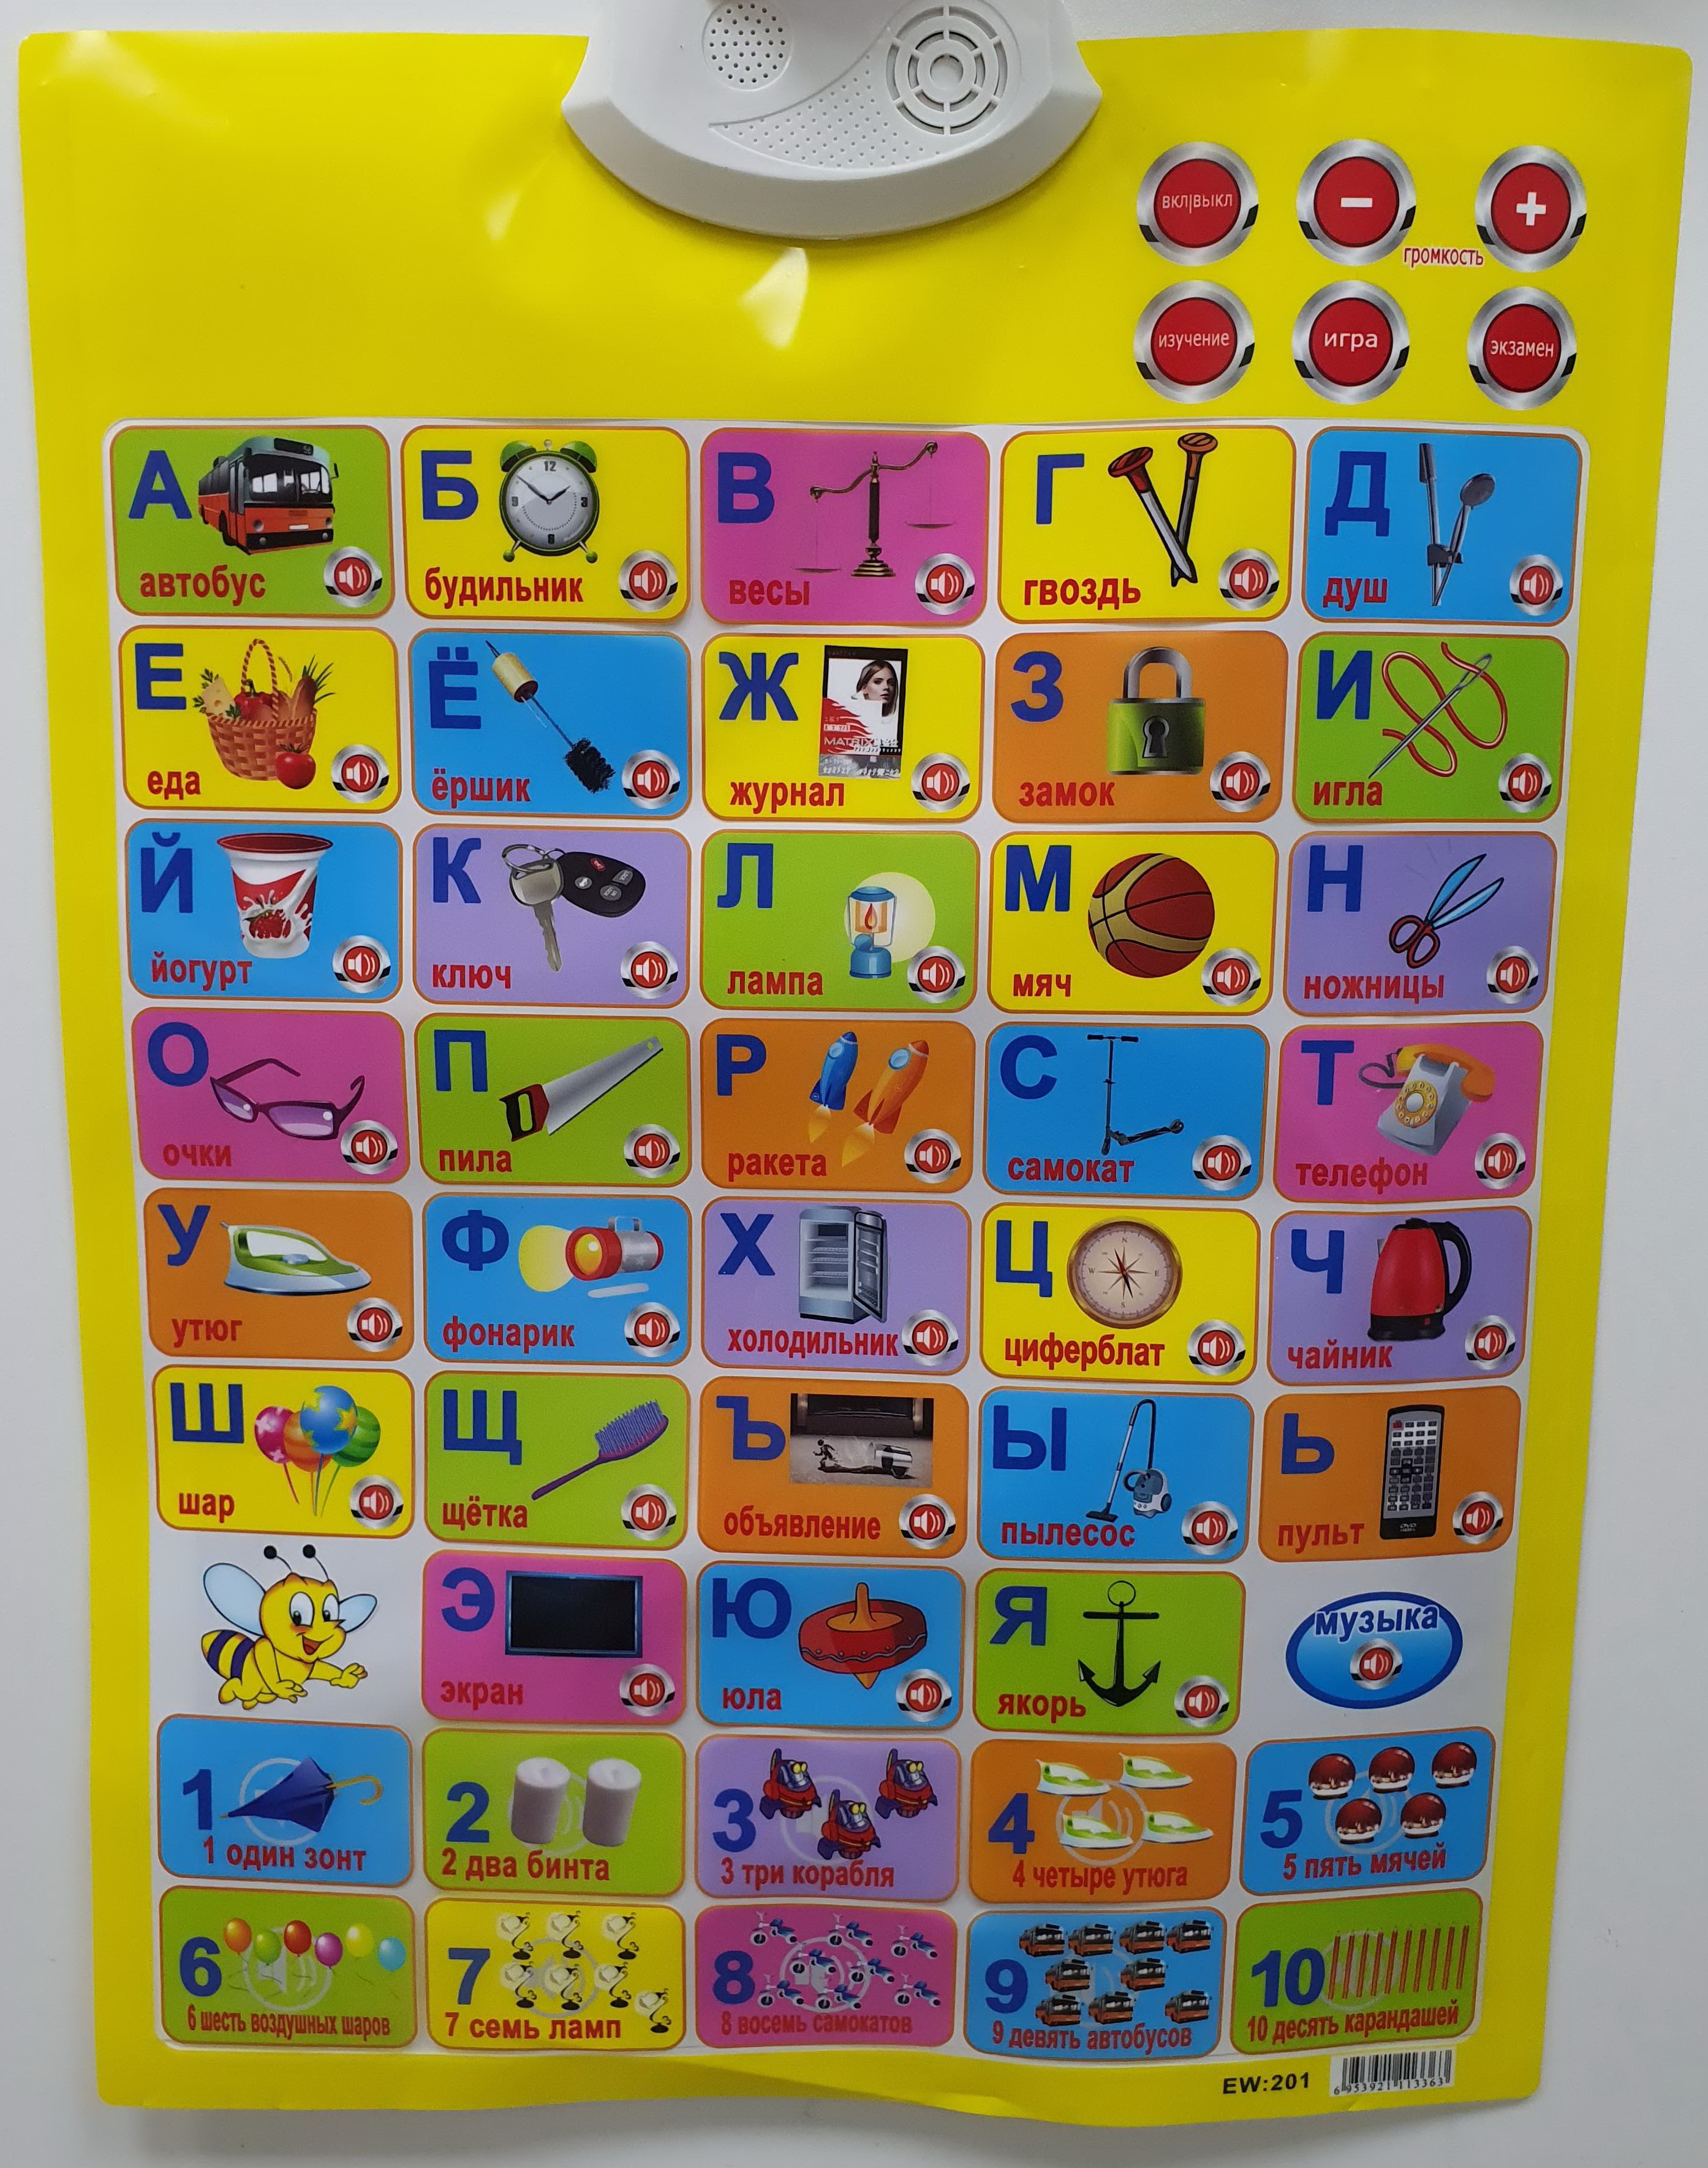 вкл|выкл
−
+
громкость
изучение
игра
экзамен
А
автобус
Б
будильник
В
весы
Г
гвоздь
Д
душ
Е
еда
Ё
ёршик
Ж
журнал
З
замок
И
игла
Й
йогурт
К
ключ
Л
лампа
М
мяч
Н
ножницы
О
очки
П
пила
Р
ракета
С
самокат
Т
телефон
У
утюг
Ф
фонарик
Х
холодильник
Ц
циферблат
Ч
чайник
Ш
шар
Щ
щётка
Ъ
объявление
Ы
пылесос
Ь
пульт
Э
экран
Ю
юла
Я
якорь
музыка
1
1 один зонт
2
2 два бинта
3
3 три корабля
4
4 четыре утюга
5
5 пять мячей
6
6 шесть воздушных шаров
7
7 семь ламп
8
8 восемь самокатов
9
9 девять автобусов
10
10 десять карандашей
EW:201
6 953921 113363